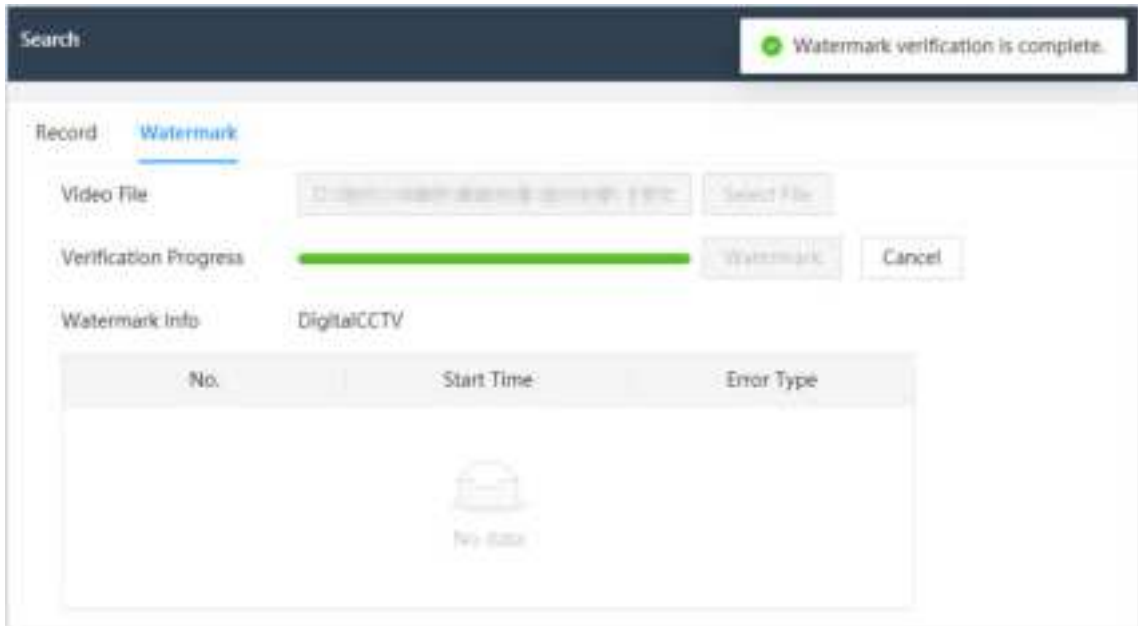 Search
Watermark verification is complete.
Record Watermark
Video File Select File
Verification Progress Watermark Cancel
Watermark Info DigitalCCTV
No. Start Time Error Type
No data